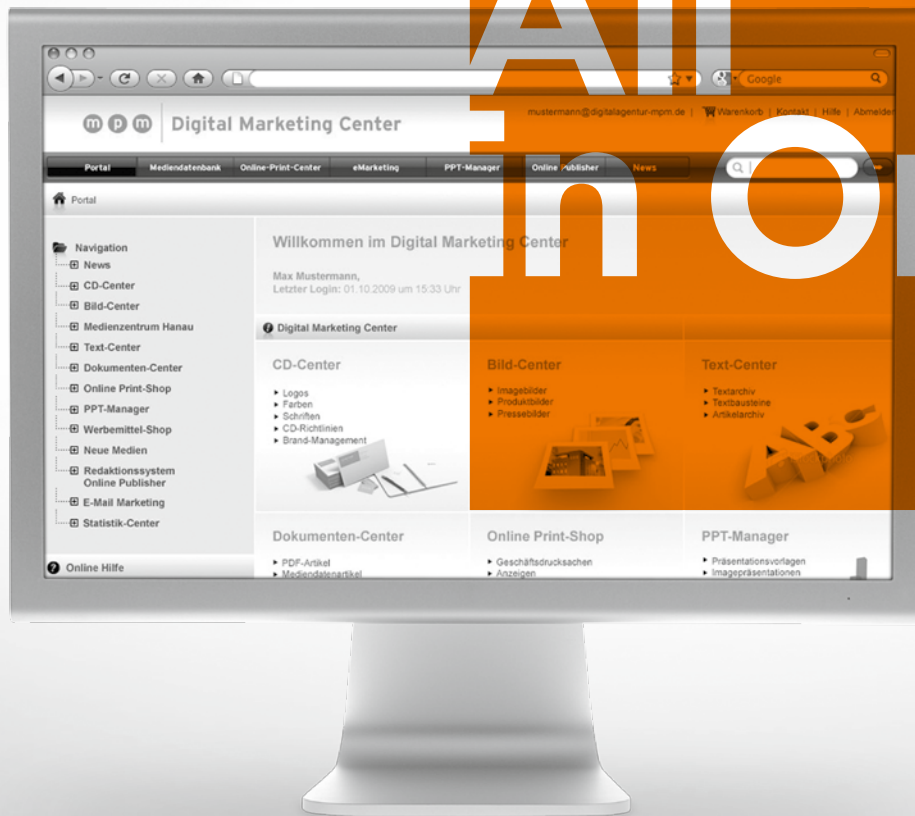 All
in On
Google
mpm Digital Marketing Center
mustermann@digitalagentur-mpm.de | Warenkorb | Kontakt | Hilfe | Abmelden
Portal Mediendatenbank Online-Print-Center eMarketing PPT-Manager Online Publisher News
Portal
Navigation
News
CD-Center
Bild-Center
Medienzentrum Hanau
Text-Center
Dokumenten-Center
Online Print-Shop
PPT-Manager
Werbemittel-Shop
Neue Medien
Redaktionssystem
Online Publisher
E-Mail Marketing
Statistik-Center
Online Hilfe
Willkommen im Digital Marketing Center
Max Mustermann,
Letzter Login: 01.10.2009 um 15:33 Uhr
Digital Marketing Center
CD-Center
Logos
Farben
Schriften
CD-Richtlinien
Brand-Management
Bild-Center
Imagebilder
Produktbilder
Pressebilder
Text-Center
Textarchiv
Textbausteine
Artikelarchiv
ABC
Dokumenten-Center
PDF-Artikel
Mediendatenartikel
Online Print-Shop
Geschäftsdrucksachen
Anzeigen
PPT-Manager
Präsentationsvorlagen
Imagepräsentationen